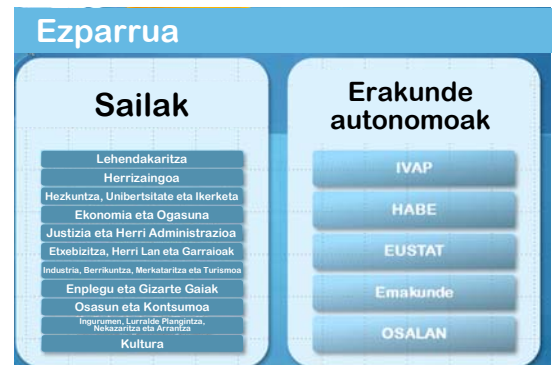 Ezparrua
Sailak
Lehendakaritza
Herrizaingoa
Hezkuntza, Unibertsitate eta Ikerketa
Ekonomia eta Ogasuna
Justizia eta Herri Administrazioa
Etxebizitza, Herri Lan eta Garraioak
Industria, Berrikuntza, Merkataritza eta Turismoa
Enplegu eta Gizarte Gaiak
Osasun eta Kontsumoa
Ingurumen, Lurralde Plangintza,
Nekazaritza eta Arrantza
Kultura
Erakunde
autonomoak
IVAP
HABE
EUSTAT
Emakunde
OSALAN